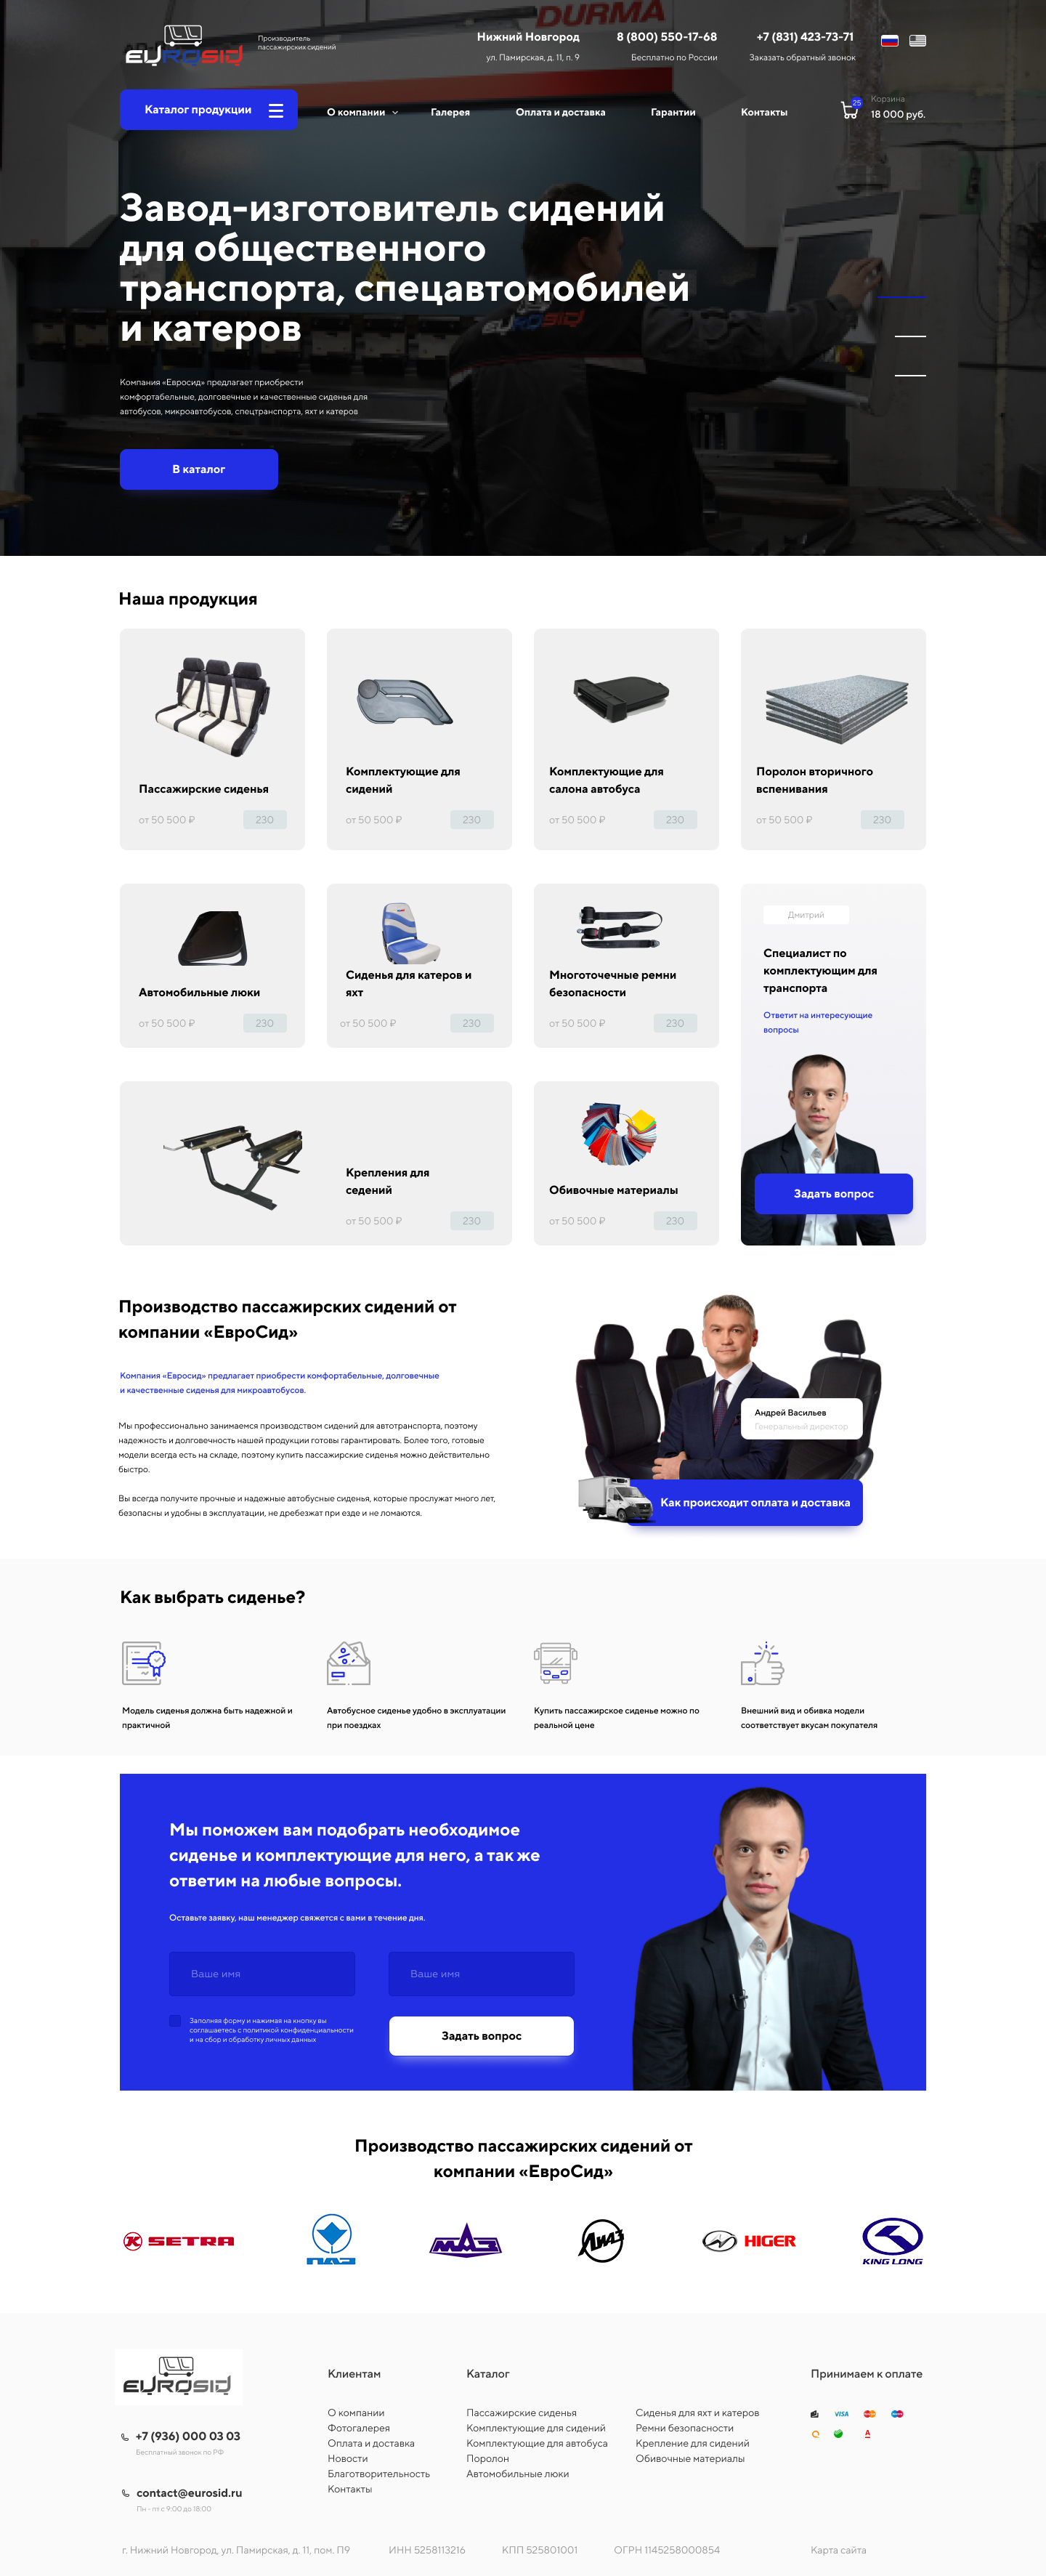 DURMA
EUROSID
Производитель
пассажирских сидений
Нижний Новгород
ул. Памирская, д. 11, п. 9
8 (800) 550-17-68
Бесплатно по России
+7 (831) 423-73-71
Заказать обратный звонок
Каталог продукции
О компании
Галерея
Оплата и доставка
Гарантии
Контакты
25
Корзина
18 000 руб.
Завод-изготовитель сидений
для общественного
транспорта, спецавтомобилей
и катеров
EUROSID
Компания «Евросид» предлагает приобрести
комфортабельные, долговечные и качественные сиденья для
автобусов, микроавтобусов, спецтранспорта, яхт и катеров
В каталог
Наша продукция
Пассажирские сиденья
от 50 500 ₽
230
Комплектующие для
сидений
от 50 500 ₽
230
Комплектующие для
салона автобуса
от 50 500 ₽
230
Поролон вторичного
вспенивания
от 50 500 ₽
230
Автомобильные люки
от 50 500 ₽
230
Сиденья для катеров и
яхт
от 50 500 ₽
230
Многоточечные ремни
безопасности
от 50 500 ₽
230
Дмитрий
Специалист по
комплектующим для
транспорта
Ответит на интересующие
вопросы
Задать вопрос
Крепления для
седений
от 50 500 ₽
230
Обивочные материалы
от 50 500 ₽
230
Производство пассажирских сидений от
компании «ЕвроСид»
Компания «Евросид» предлагает приобрести комфортабельные, долговечные
и качественные сиденья для микроавтобусов.
Мы профессионально занимаемся производством сидений для автотранспорта, поэтому
надежность и долговечность нашей продукции готовы гарантировать. Более того, готовые
модели всегда есть на складе, поэтому купить пассажирские сиденья можно действительно
быстро.
Вы всегда получите прочные и надежные автобусные сиденья, которые прослужат много лет,
безопасны и удобны в эксплуатации, не дребезжат при езде и не ломаются.
Андрей Васильев
Генеральный директор
Как происходит оплата и доставка
Как выбрать сиденье?
Модель сиденья должна быть надежной и
практичной
Автобусное сиденье удобно в эксплуатации
при поездках
Купить пассажирское сиденье можно по
реальной цене
Внешний вид и обивка модели
соответствует вкусам покупателя
Мы поможем вам подобрать необходимое
сиденье и комплектующие для него, а так же
ответим на любые вопросы.
Оставьте заявку, наш менеджер свяжется с вами в течение дня.
Ваше имя
Ваше имя
Заполняя форму и нажимая на кнопку вы
соглашаетесь с политикой конфиденциальности
и на сбор и обработку личных данных
Задать вопрос
Производство пассажирских сидений от
компании «ЕвроСид»
SETRA
ПАЗ
МАЗ
ЛиАЗ
HIGER
KING LONG
EUROSID
+7 (936) 000 03 03
Бесплатный звонок по РФ
contact@eurosid.ru
Пн - пт с 9:00 до 18:00
Клиентам
О компании
Фотогалерея
Оплата и доставка
Новости
Благотворительность
Контакты
Каталог
Пассажирские сиденья
Комплектующие для сидений
Комплектующие для автобуса
Поролон
Автомобильные люки
Сиденья для яхт и катеров
Ремни безопасности
Крепление для сидений
Обивочные материалы
Принимаем к оплате
VISA
г. Нижний Новгород, ул. Памирская, д. 11, пом. П9
ИНН 5258113216
КПП 525801001
ОГРН 1145258000854
Карта сайта